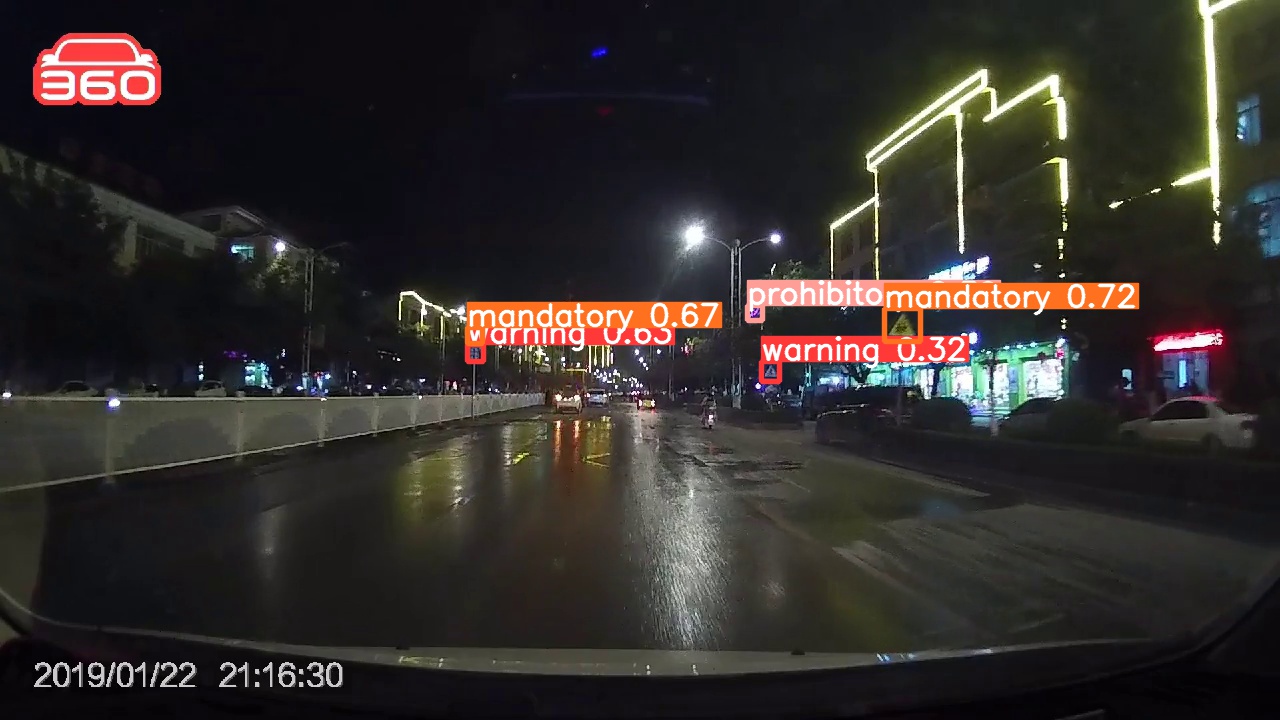 360
prohibito
mandatory 0.72
mandatory 0.67
warning 0.63
warning 0.32
2019/01/22 21:16:30